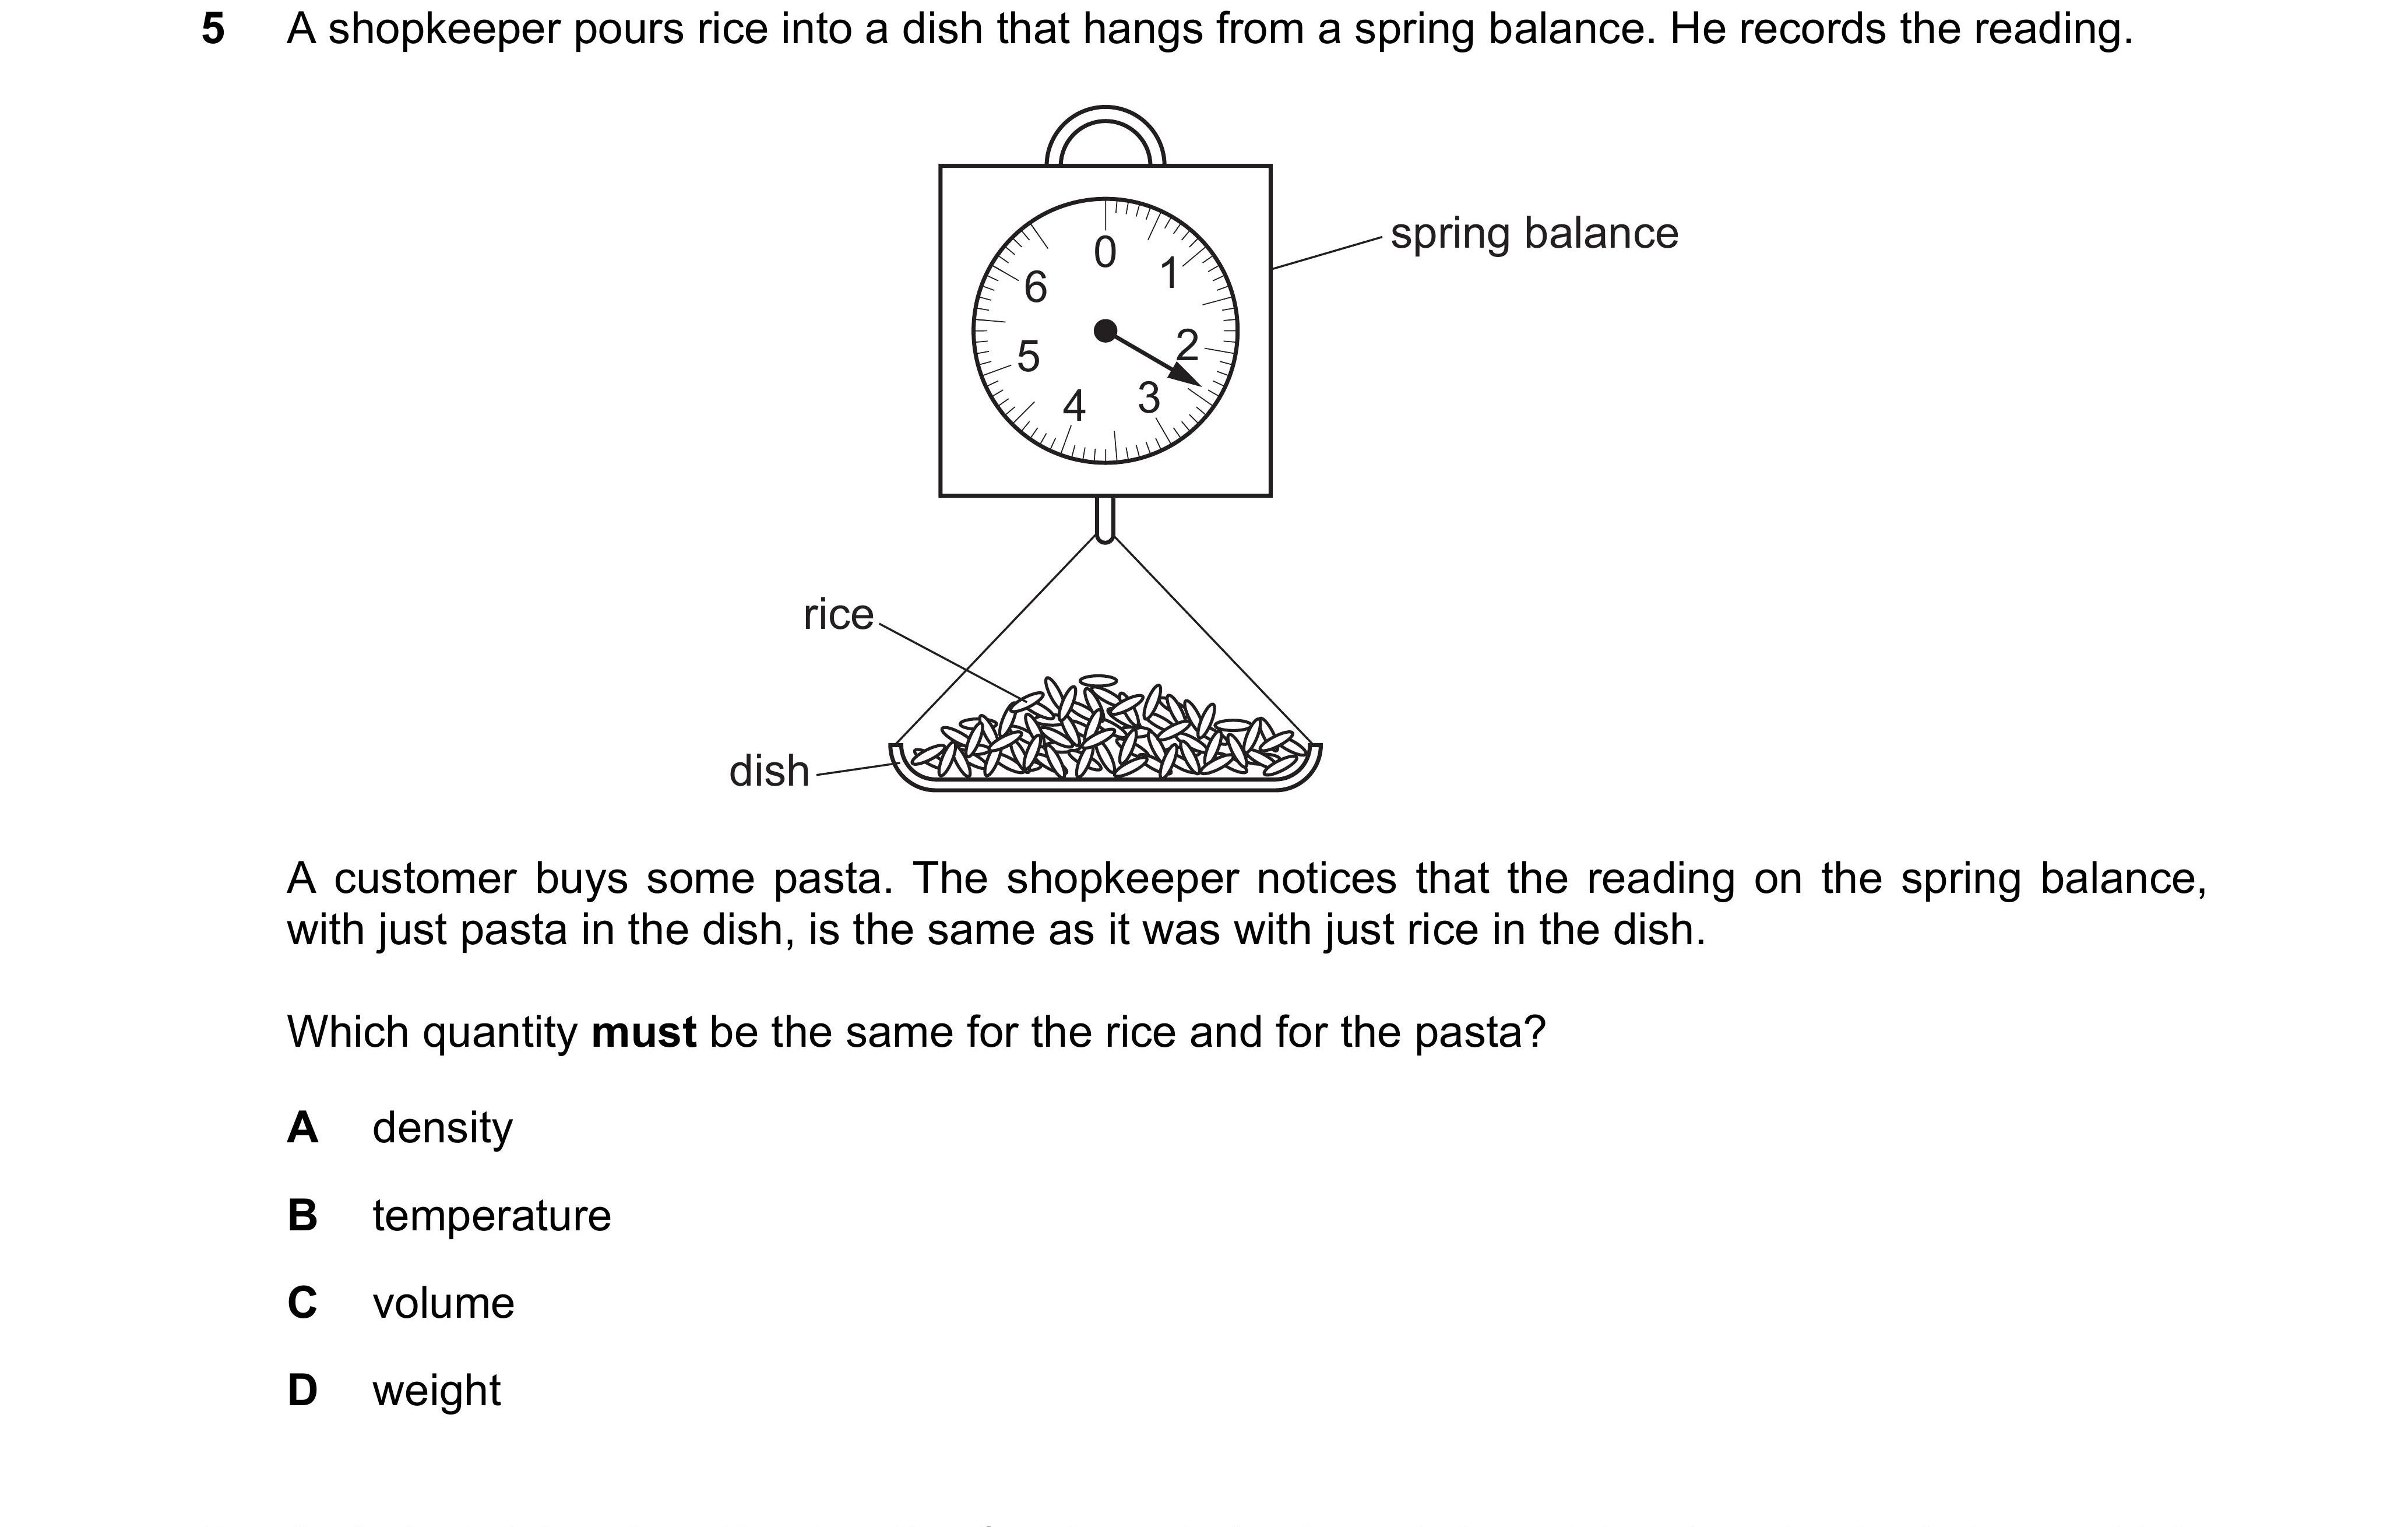 5 A shopkeeper pours rice into a dish that hangs from a spring balance. He records the reading.
spring balance
0
1
2
3
4
5
6
rice
dish
A customer buys some pasta. The shopkeeper notices that the reading on the spring balance,
with just pasta in the dish, is the same as it was with just rice in the dish.
Which quantity must be the same for the rice and for the pasta?
A density
B temperature
C volume
D weight